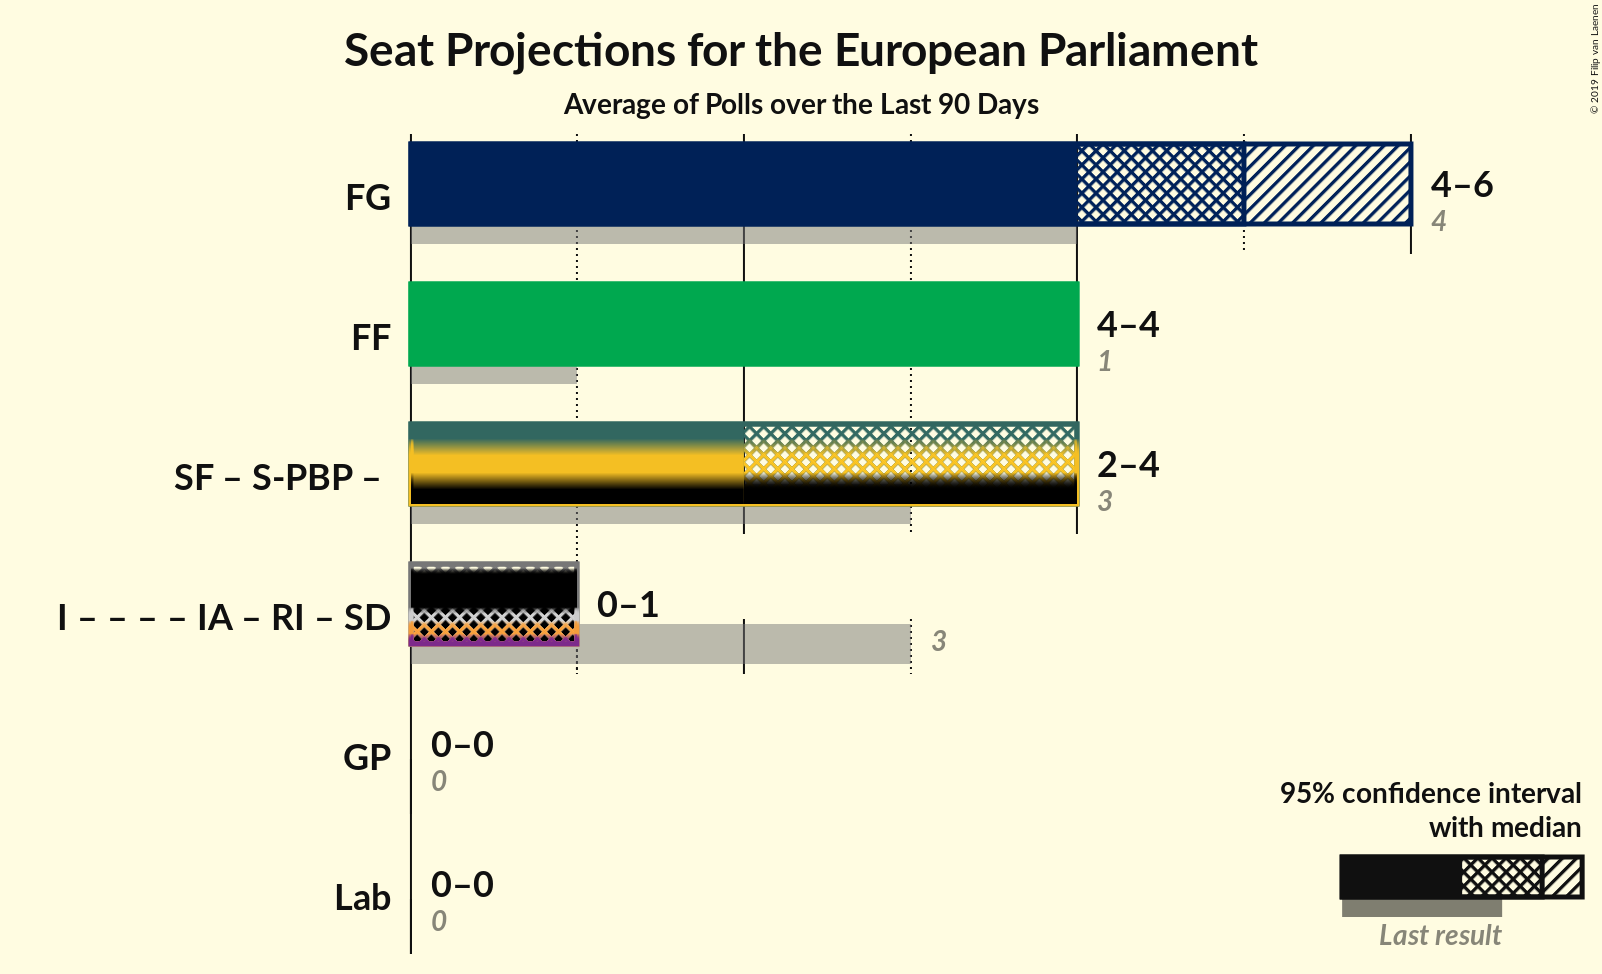 Seat Projections for the European Parliament
Average of Polls over the Last 90 Days
© 2019 Filip van Laenen
FG
4–6
4
FF
4–4
1
SF – S-PBP –
2–4
3
I – – – – IA – RI – SD
0–1
3
GP
0–0
0
Lab
0–0
0
95% confidence interval
with median
Last result